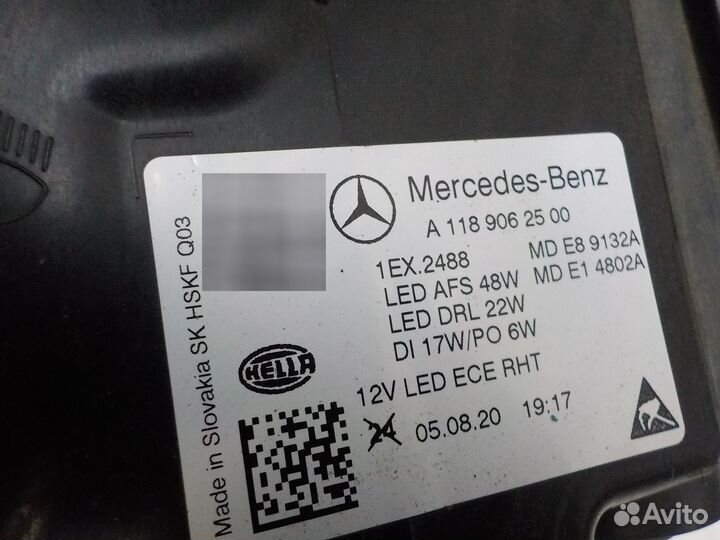 Mercedes-Benz
A 118 906 25 00
1EX.2488 MD E8 9132A
LED AFS 48W MD E1 4802A
LED DRL 22W
DI 17W/PO 6W
HELLA
12V LED ECE RHT
24 05.08.20 19:17
Made in Slovakia SK HSKF Q03
Avito